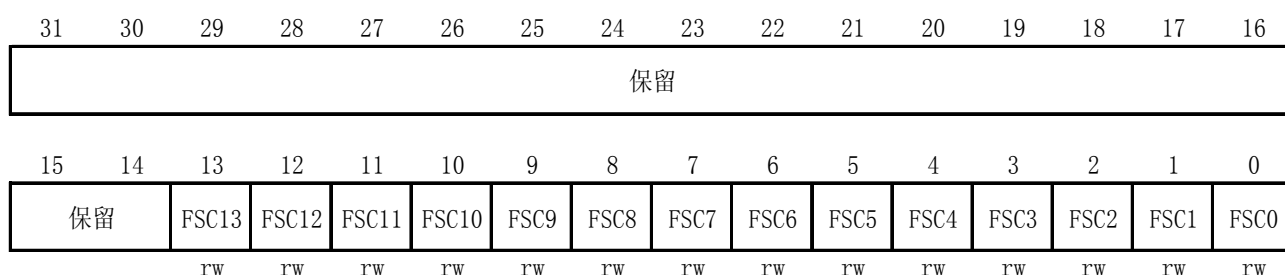 31 30 29 28 27 26 25 24 23 22 21 20 19 18 17 16
保留
15 14 13 12 11 10 9 8 7 6 5 4 3 2 1 0
保留 FSC13 FSC12 FSC11 FSC10 FSC9 FSC8 FSC7 FSC6 FSC5 FSC4 FSC3 FSC2 FSC1 FSC0
rw rw rw rw rw rw rw rw rw rw rw rw rw rw